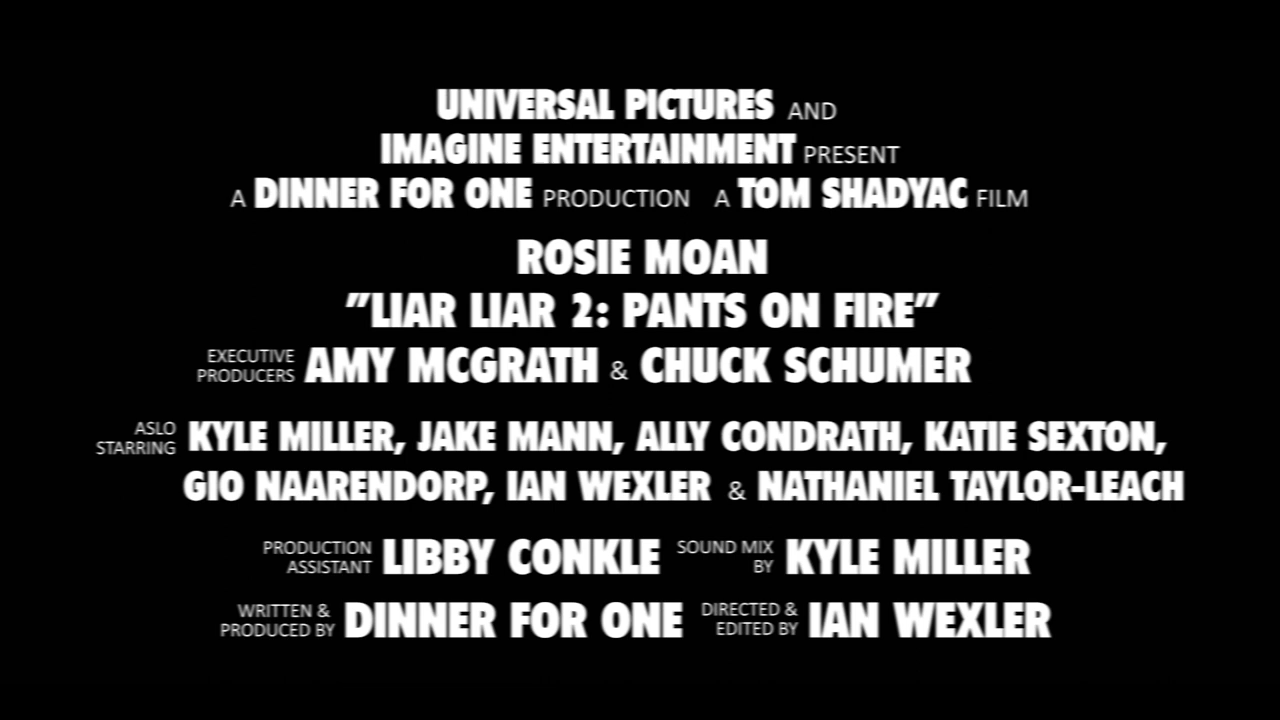 UNIVERSAL PICTURES AND
IMAGINE ENTERTAINMENT PRESENT
A DINNER FOR ONE PRODUCTION A TOM SHADYAC FILM
ROSIE MOAN
"LIAR LIAR 2: PANTS ON FIRE"
EXECUTIVE PRODUCERS AMY MCGRATH & CHUCK SCHUMER
ASLO STARRING KYLE MILLER, JAKE MANN, ALLY CONDRATH, KATIE SEXTON,
GIO NAARENDORP, IAN WEXLER & NATHANIEL TAYLOR-LEACH
PRODUCTION ASSISTANT LIBBY CONKLE SOUND MIX BY KYLE MILLER
WRITTEN & PRODUCED BY DINNER FOR ONE DIRECTED & EDITED BY IAN WEXLER